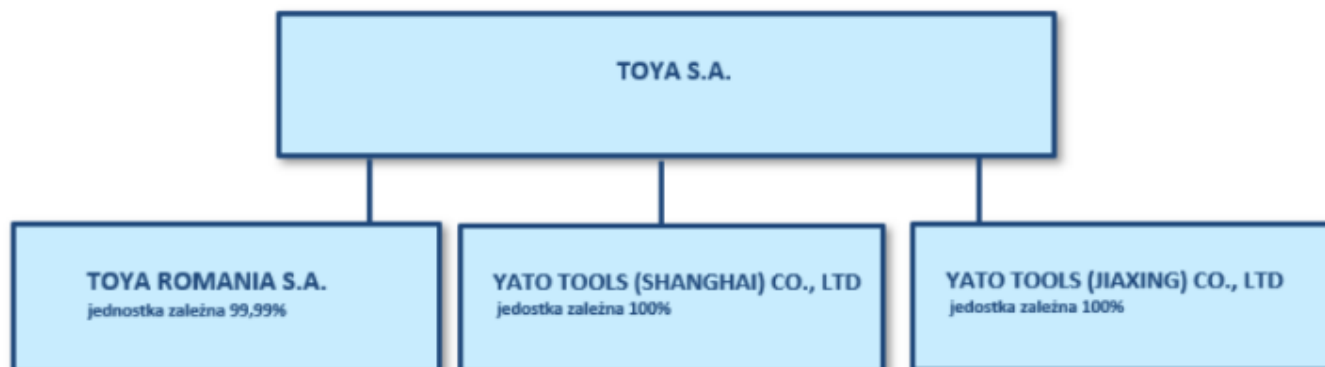 TOYA S.A.
TOYA ROMANIA S.A.
jednostka zależna 99,99%
YATO TOOLS (SHANGHAI) CO., LTD
jedostka zależna 100%
YATO TOOLS (JIAXING) CO., LTD
jedostka zależna 100%